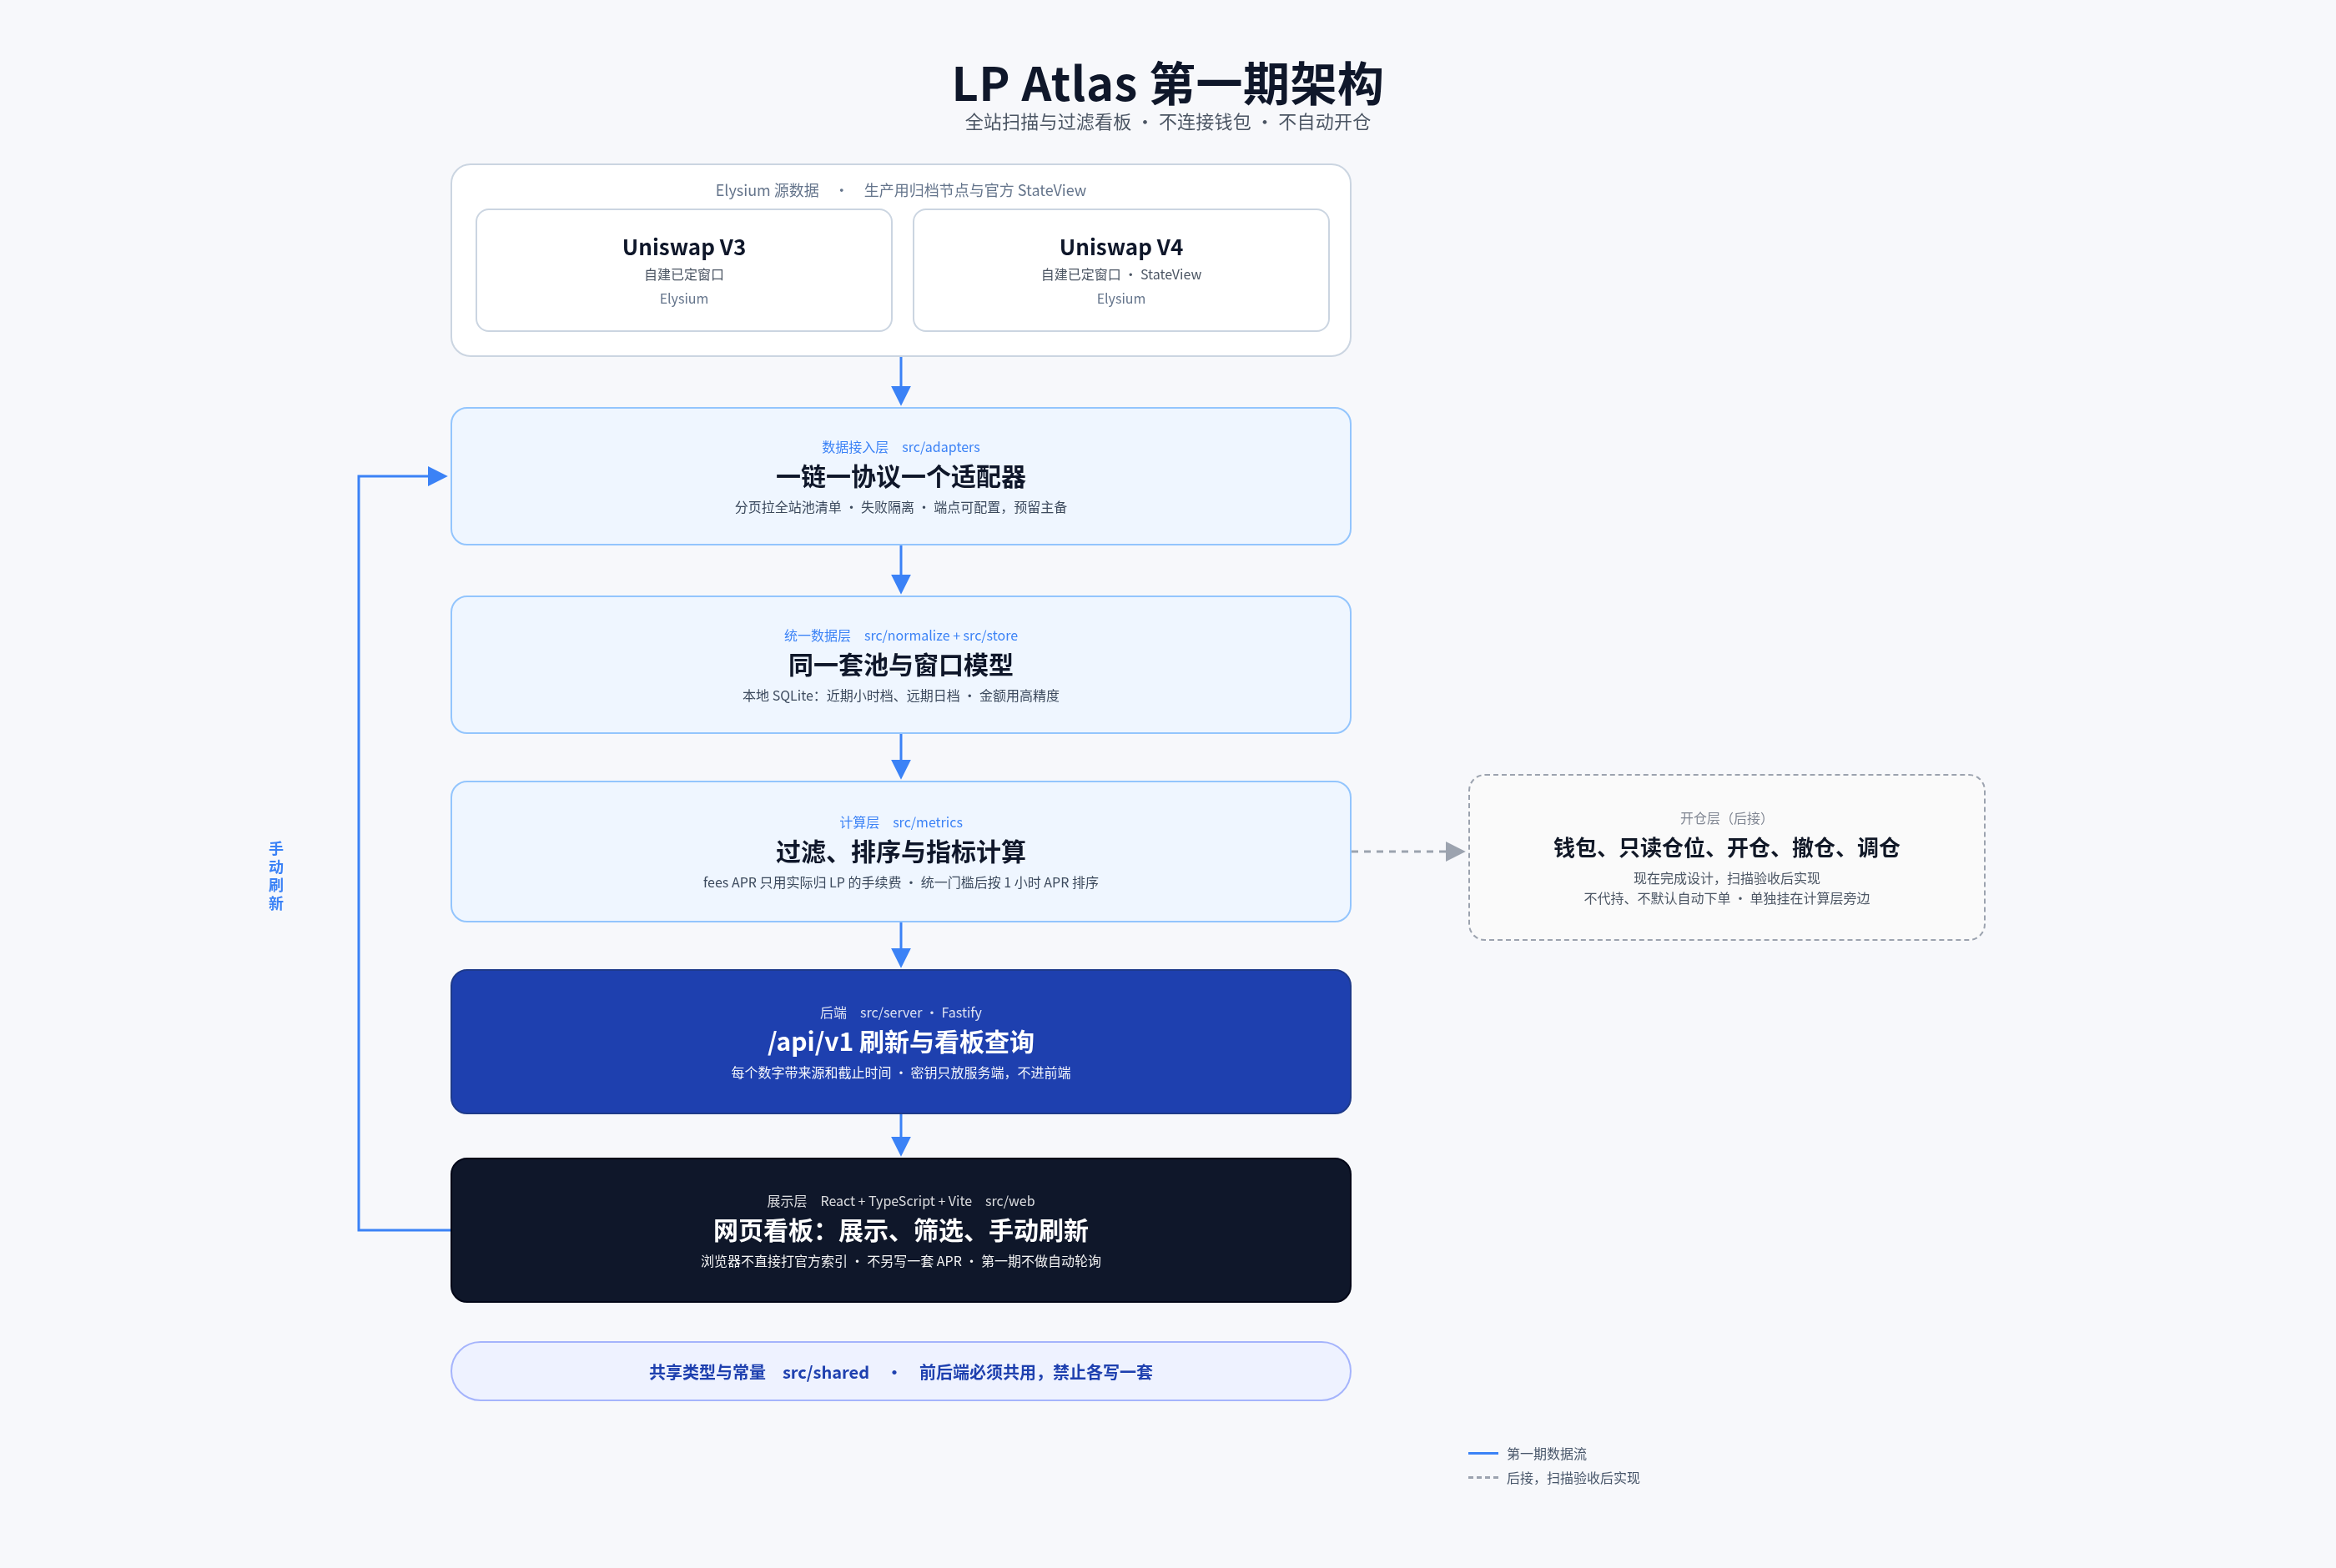 LP Atlas 第一期架构
全站扫描与过滤看板 · 不连接钱包 · 不自动开仓
Elysium 源数据 · 生产用归档节点与官方 StateView
Uniswap V3
自建已定窗口
Elysium
Uniswap V4
自建已定窗口 · StateView
Elysium
数据接入层 src/adapters
一链一协议一个适配器
分页拉全站池清单 · 失败隔离 · 端点可配置，预留主备
统一数据层 src/normalize + src/store
同一套池与窗口模型
本地 SQLite：近期小时档、远期日档 · 金额用高精度
计算层 src/metrics
过滤、排序与指标计算
fees APR 只用实际归 LP 的手续费 · 统一门槛后按 1 小时 APR 排序
开仓层（后接）
钱包、只读仓位、开仓、撤仓、调仓
现在完成设计，扫描验收后实现
不代持、不默认自动下单 · 单独挂在计算层旁边
手动刷新
后端 src/server · Fastify
/api/v1 刷新与看板查询
每个数字带来源和截止时间 · 密钥只放服务端，不进前端
展示层 React + TypeScript + Vite src/web
网页看板：展示、筛选、手动刷新
浏览器不直接打官方索引 · 不另写一套 APR · 第一期不做自动轮询
共享类型与常量 src/shared · 前后端必须共用，禁止各写一套
第一期数据流
后接，扫描验收后实现